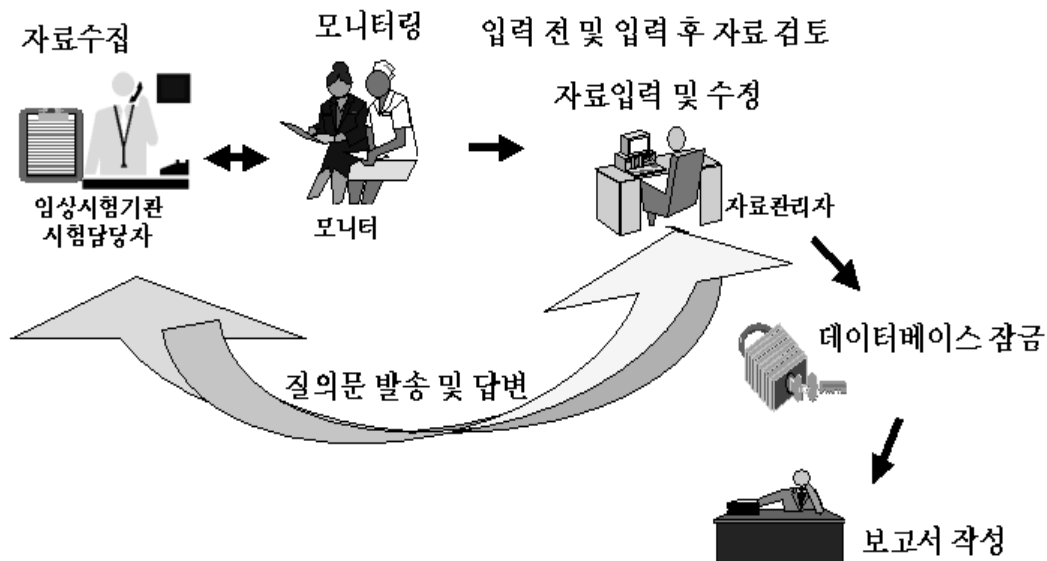 자료수집
모니터링
입력 전 및 입력 후 자료 검토
자료입력 및 수정
임상시험기관
시험담당자
모니터
자료관리자
데이터베이스 잠금
질의문 발송 및 답변
보고서 작성